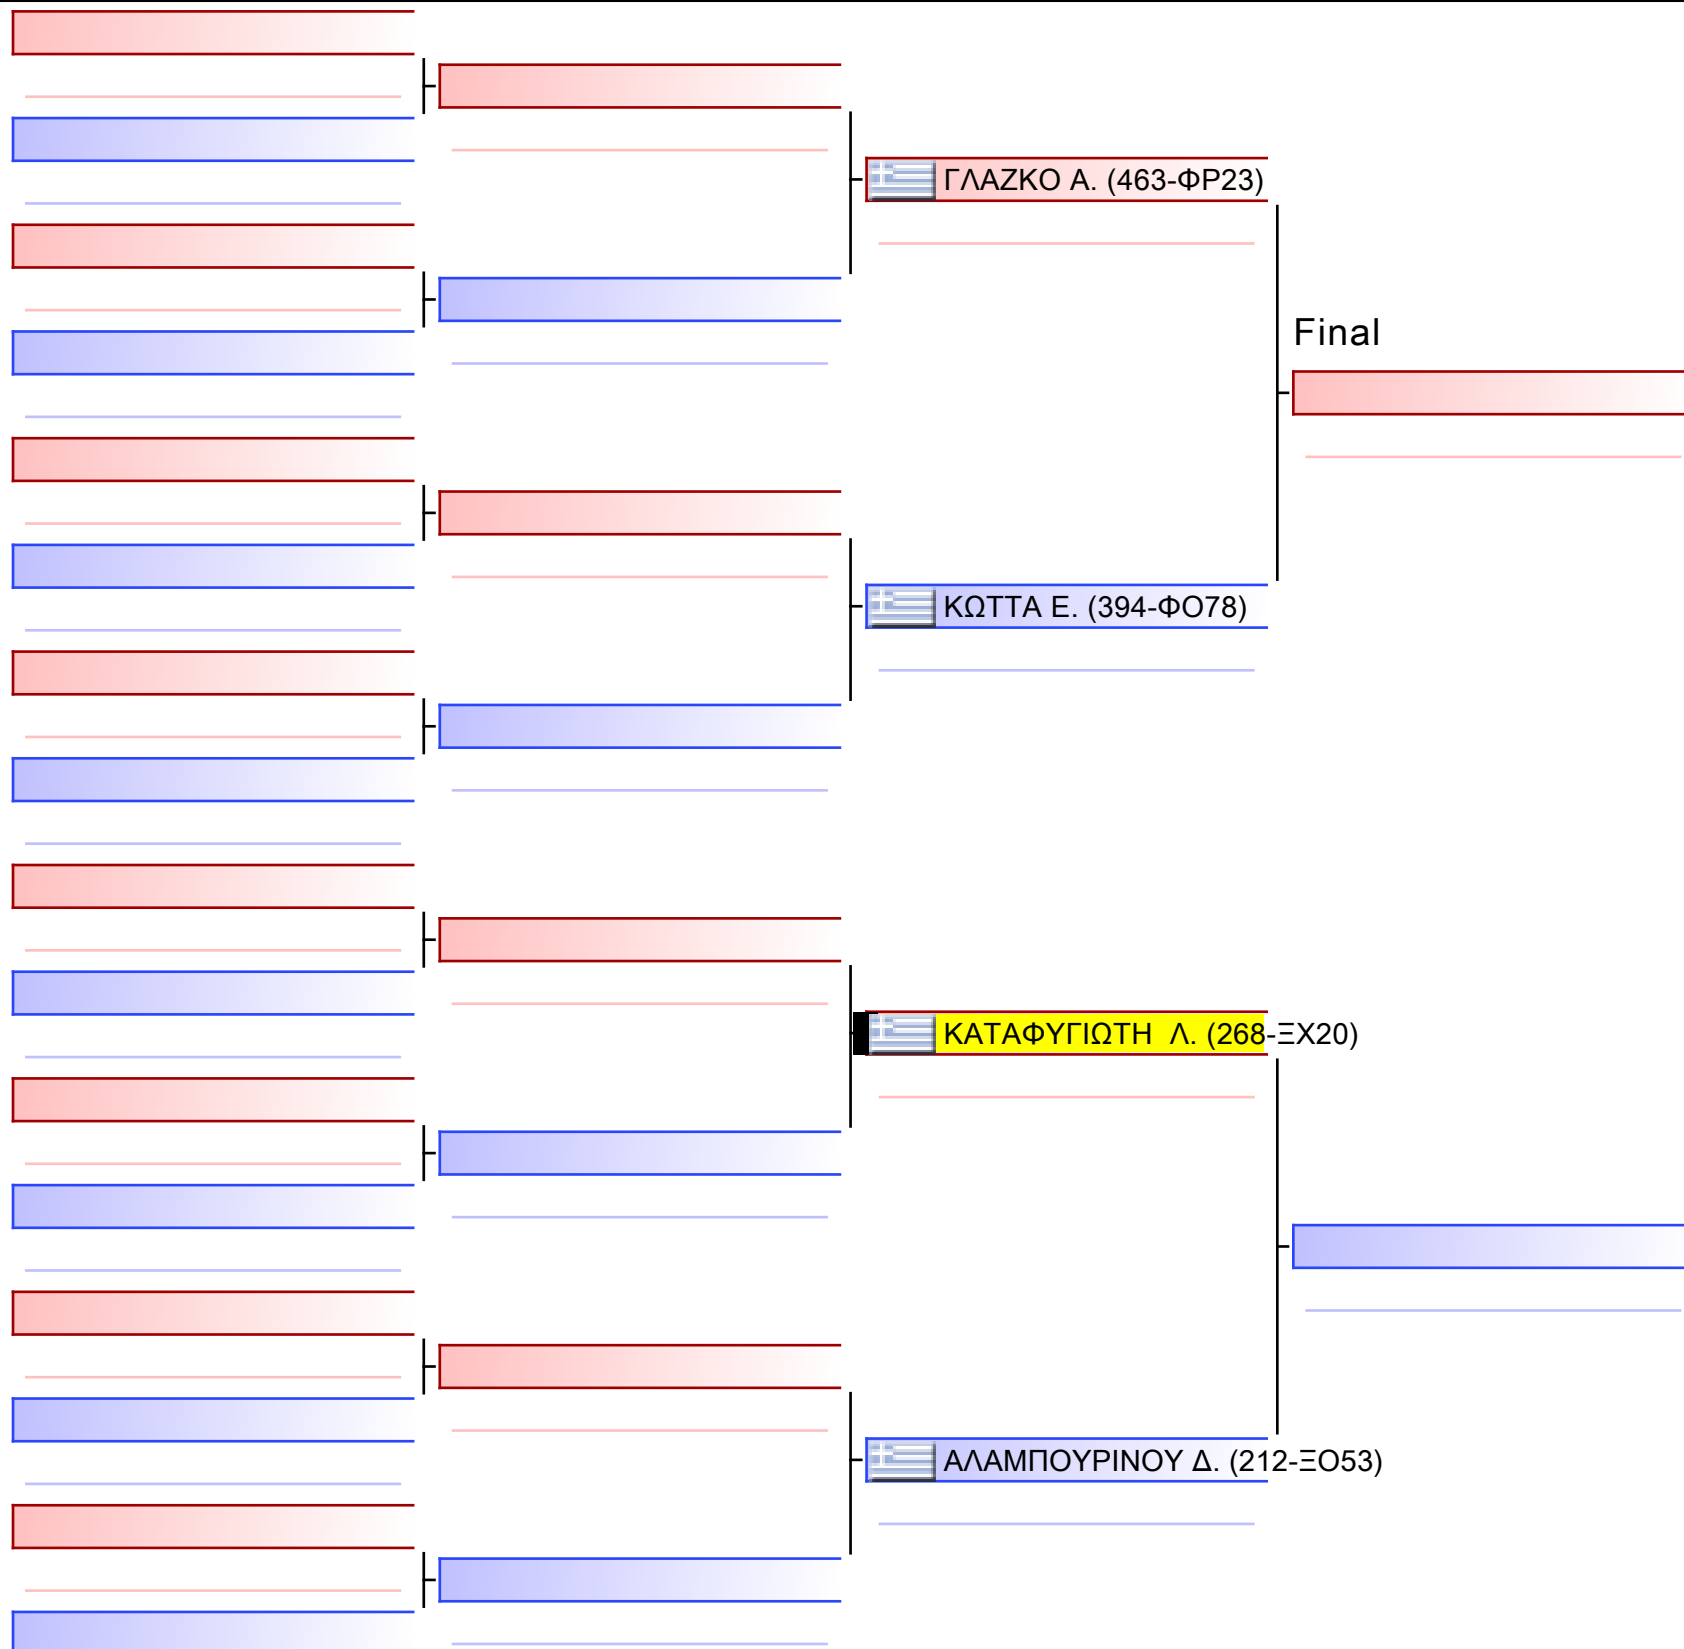 ΓΛΑΖΚΟ Α. (463-ΦΡ23)
Final
ΚΩΤΤΑ Ε. (394-ΦΟ78)
ΚΑΤΑΦΥΓΙΩΤΗ  Λ. (268-ΞΧ20)
ΑΛΑΜΠΟΥΡΙΝΟΥ Δ. (212-ΞΟ53)